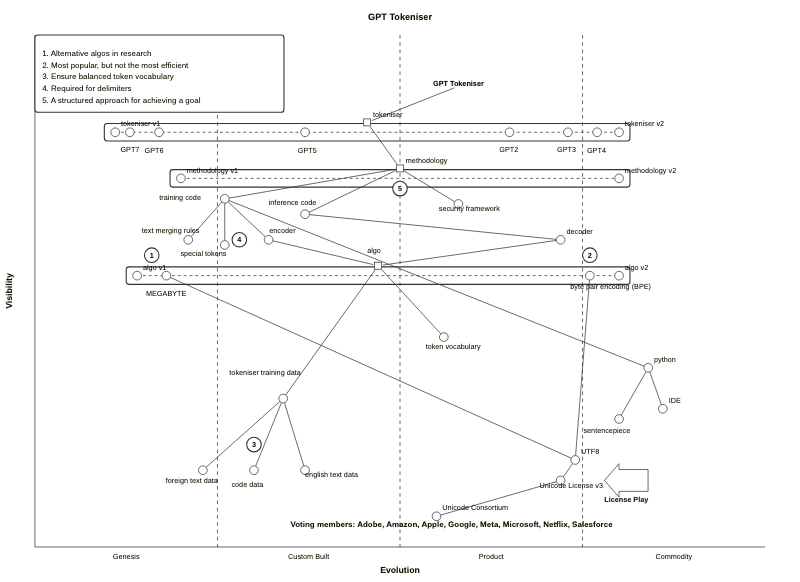 GPT Tokeniser
1. Alternative algos in research
2. Most popular, but not the most efficient
3. Ensure balanced token vocabulary
4. Required for delimiters
5. A structured approach for achieving a goal
GPT Tokeniser
tokeniser
tokeniser v1
tokeniser v2
GPT7
GPT6
GPT5
GPT2
GPT3
GPT4
methodology
methodology v1
methodology v2
5
training code
inference code
security framework
text merging rules
special tokens
4
encoder
decoder
algo
1
2
algo v1
algo v2
MEGABYTE
byte pair encoding (BPE)
token vocabulary
python
tokeniser training data
IDE
sentencepiece
3
UTF8
foreign text data
code data
english text data
Unicode License v3
License Play
Unicode Consortium
Voting members: Adobe, Amazon, Apple, Google, Meta, Microsoft, Netflix, Salesforce
Visibility
Genesis
Custom Built
Product
Commodity
Evolution